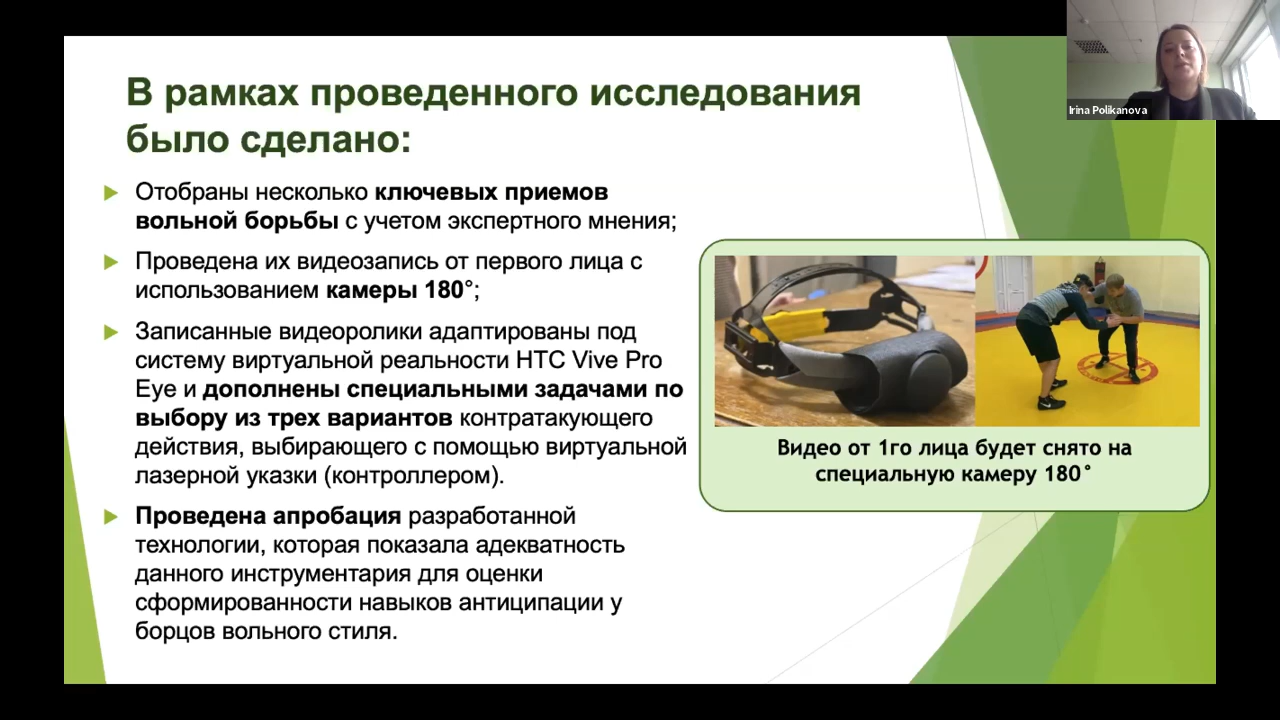 В рамках проведенного исследования
было сделано:
Отобраны несколько ключевых приемов
вольной борьбы с учетом экспертного мнения;
Проведена их видеозапись от первого лица с
использованием камеры 180°;
Записанные видеоролики адаптированы под
систему виртуальной реальности HTC Vive Pro
Eye и дополнены специальными задачами по
выбору из трех вариантов контратакующего
действия, выбирающего с помощью виртуальной
лазерной указки (контроллером).
Проведена апробация разработанной
технологии, которая показала адекватность
данного инструментария для оценки
сформированности навыков антиципации у
борцов вольного стиля.
Видео от 1го лица будет снято на
специальную камеру 180°
Irina Polikanova